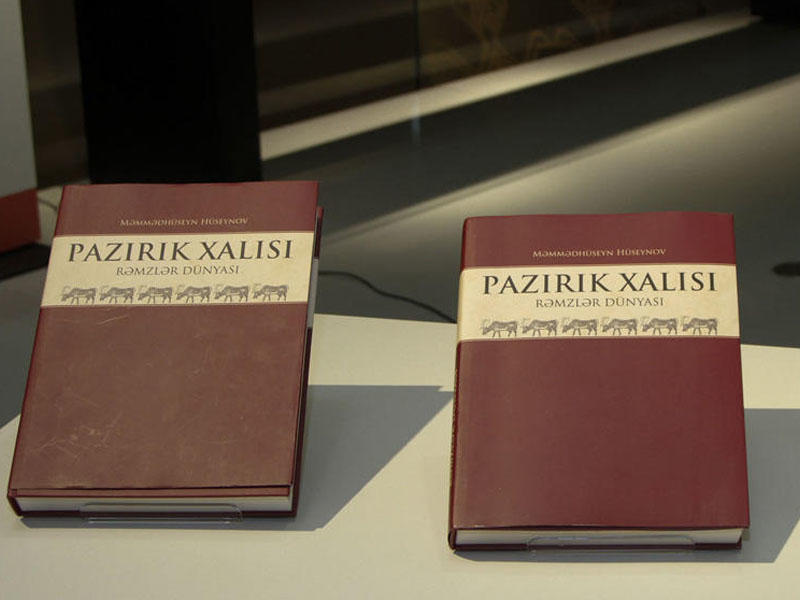 Məmmədhüseyn Hüseynov
PAZIRIK XALISI
RƏMZLƏR DÜNYASI
Məmmədhüseyn Hüseynov
PAZIRIK XALISI
RƏMZLƏR DÜNYASI